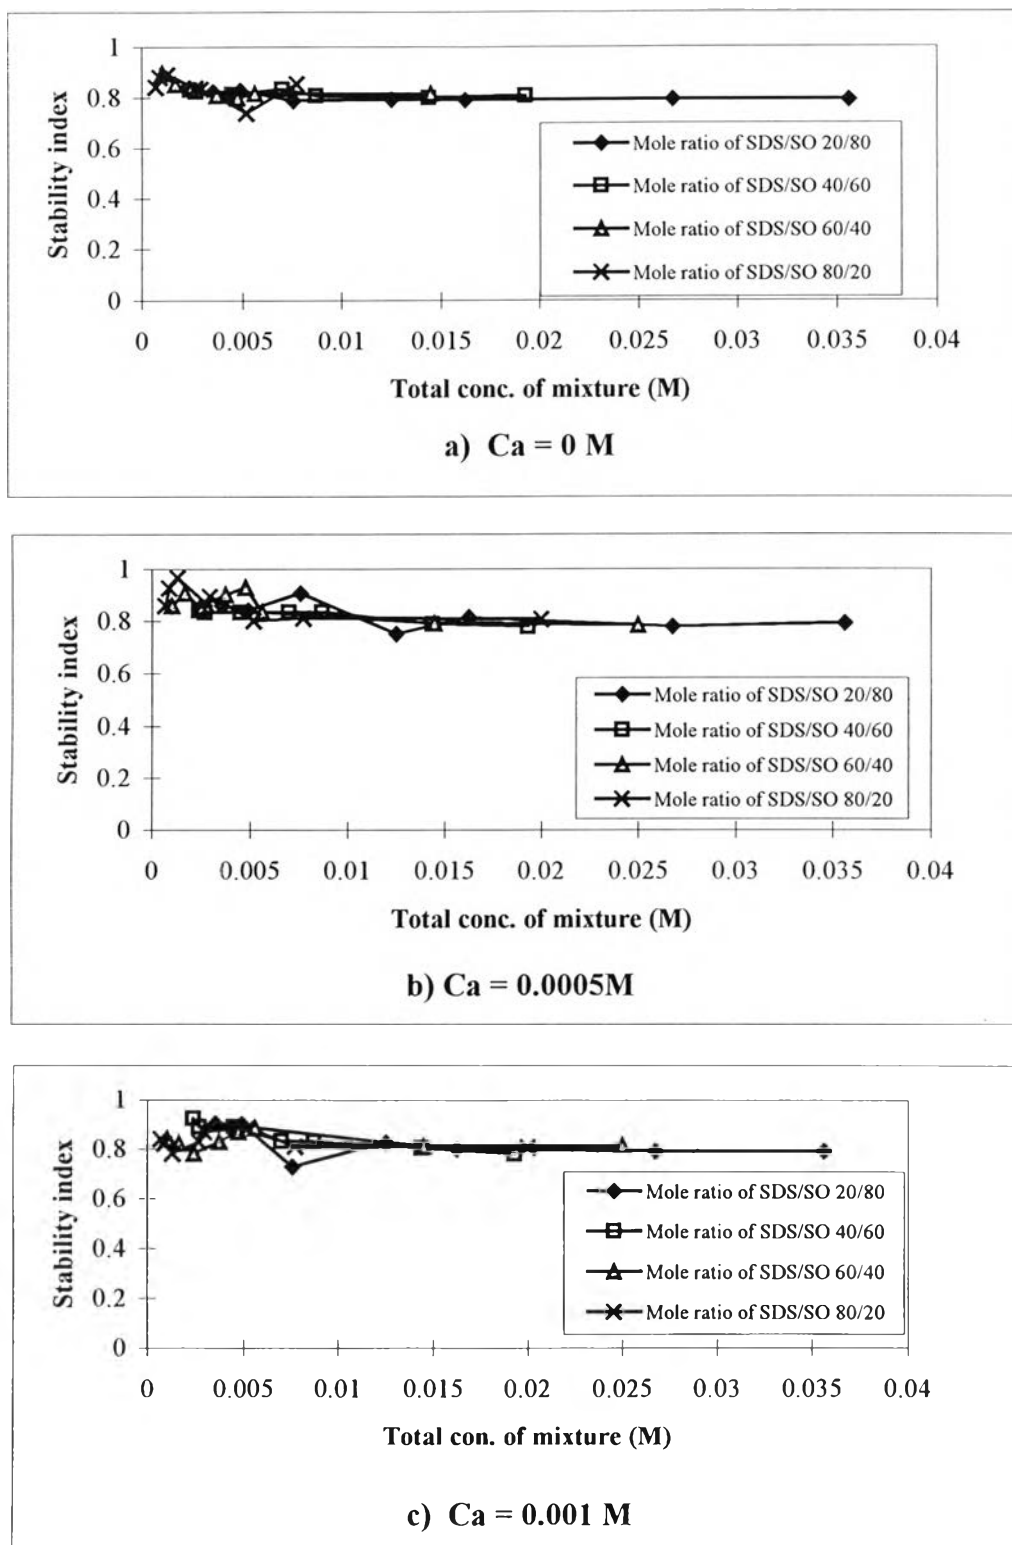 1
0.8
0.6
0.4
0.2
0
Stability index
Mole ratio of SDS/SO 20/80
Mole ratio of SDS/SO 40/60
Mole ratio of SDS/SO 60/40
Mole ratio of SDS/SO 80/20
0 0.005 0.01 0.015 0.02 0.025 0.03 0.035 0.04
Total conc. of mixture (M)
a) Ca = 0 M
1
0.8
0.6
0.4
0.2
0
Stability index
Mole ratio of SDS/SO 20/80
Mole ratio of SDS/SO 40/60
Mole ratio of SDS/SO 60/40
Mole ratio of SDS/SO 80/20
0 0.005 0.01 0.015 0.02 0.025 0.03 0.035 0.04
Total conc. of mixture (M)
b) Ca = 0.0005M
1
0.8
0.6
0.4
0.2
0
Stability index
Mole ratio of SDS/SO 20/80
Mole ratio of SDS/SO 40/60
Mole ratio of SDS/SO 60/40
Mole ratio of SDS/SO 80/20
0 0.005 0.01 0.015 0.02 0.025 0.03 0.035 0.04
Total con. of mixture (M)
c) Ca = 0.001 M